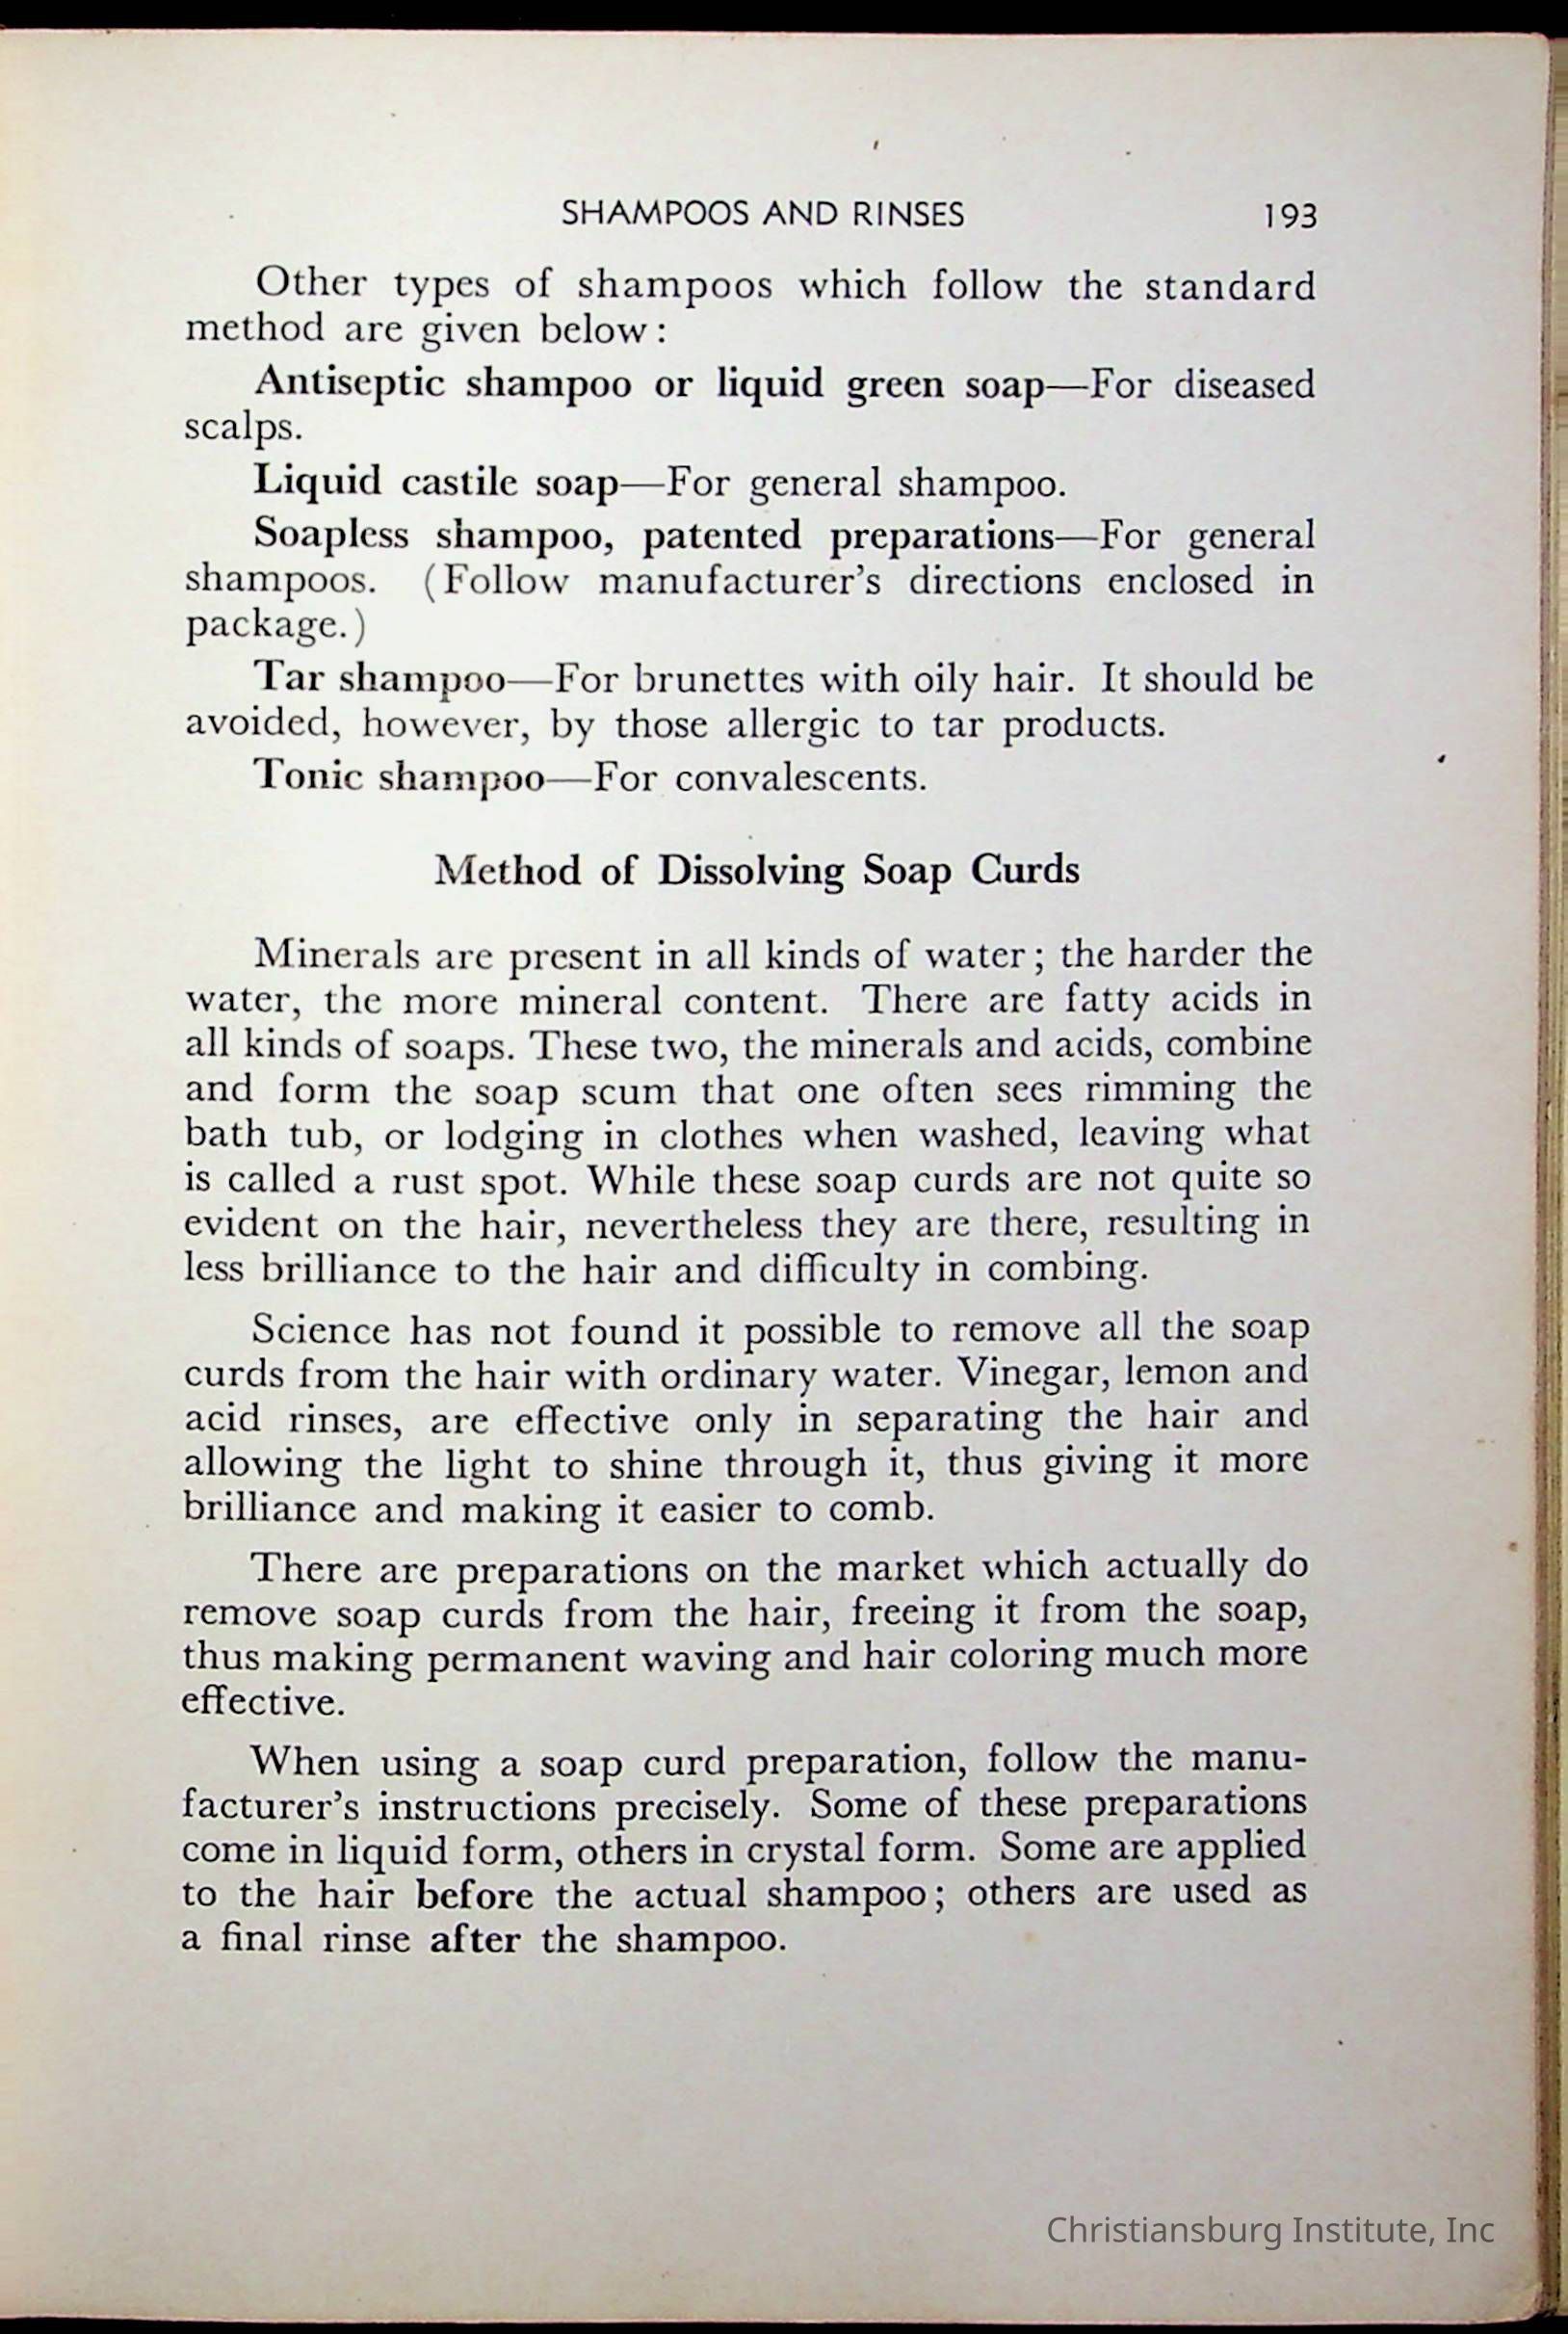 SHAMPOOS AND RINSES 193
Other types of shampoos which follow the standard
method are given below:
Antiseptic shampoo or liquid green soap—For diseased
scalps.
Liquid castile soap—For general shampoo.
Soapless shampoo, patented preparations—For general
shampoos. (Follow manufacturer's directions enclosed in
package.)
Tar shampoo—For brunettes with oily hair. It should be
avoided, however, by those allergic to tar products.
Tonic shampoo—For convalescents.
Method of Dissolving Soap Curds
Minerals are present in all kinds of water; the harder the
water, the more mineral content. There are fatty acids in
all kinds of soaps. These two, the minerals and acids, combine
and form the soap scum that one often sees rimming the
bath tub, or lodging in clothes when washed, leaving what
is called a rust spot. While these soap curds are not quite so
evident on the hair, nevertheless they are there, resulting in
less brilliance to the hair and difficulty in combing.
Science has not found it possible to remove all the soap
curds from the hair with ordinary water. Vinegar, lemon and
acid rinses, are effective only in separating the hair and
allowing the light to shine through it, thus giving it more
brilliance and making it easier to comb.
There are preparations on the market which actually do
remove soap curds from the hair, freeing it from the soap,
thus making permanent waving and hair coloring much more
effective.
When using a soap curd preparation, follow the manu-
facturer's instructions precisely. Some of these preparations
come in liquid form, others in crystal form. Some are applied
to the hair before the actual shampoo; others are used as
a final rinse after the shampoo.
Christiansburg Institute, Inc